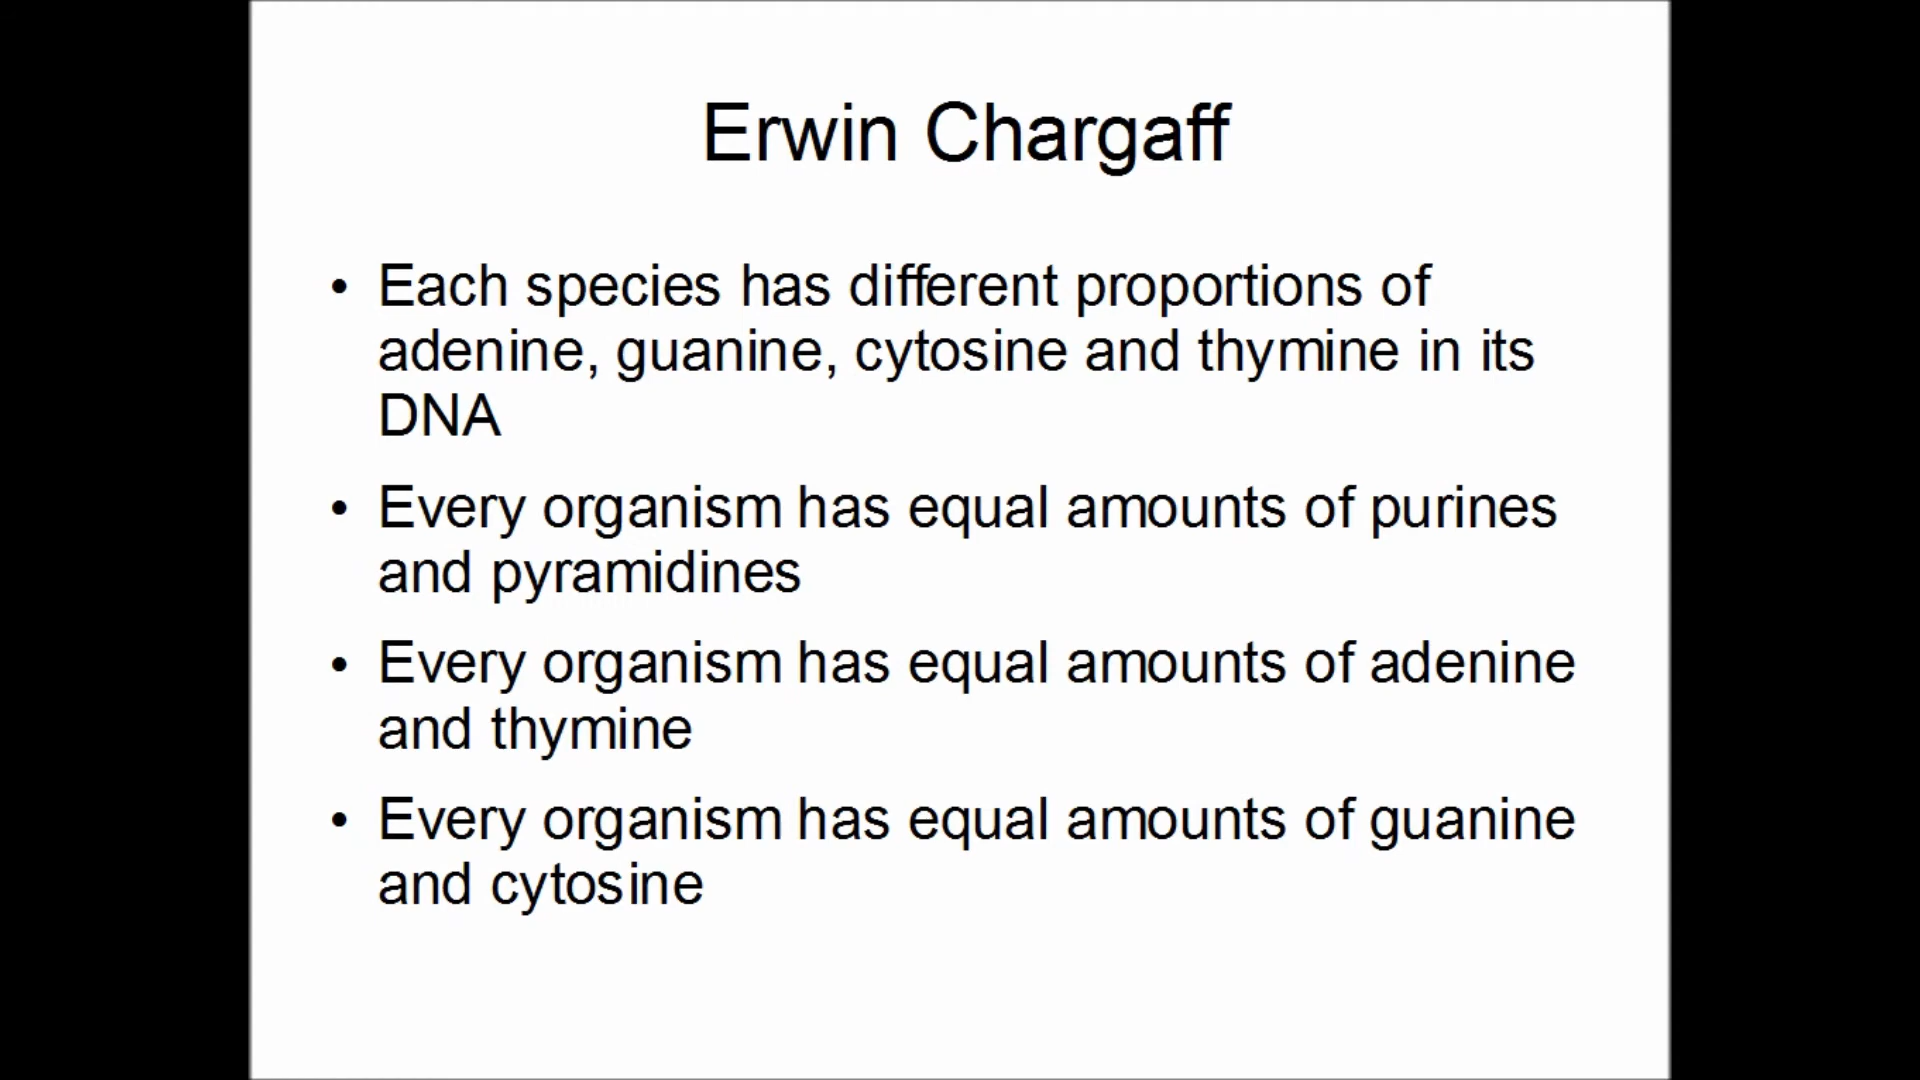 Erwin Chargaff
• Each species has different proportions of
adenine, guanine, cytosine and thymine in its
DNA
• Every organism has equal amounts of purines
and pyramidines
• Every organism has equal amounts of adenine
and thymine
• Every organism has equal amounts of guanine
and cytosine